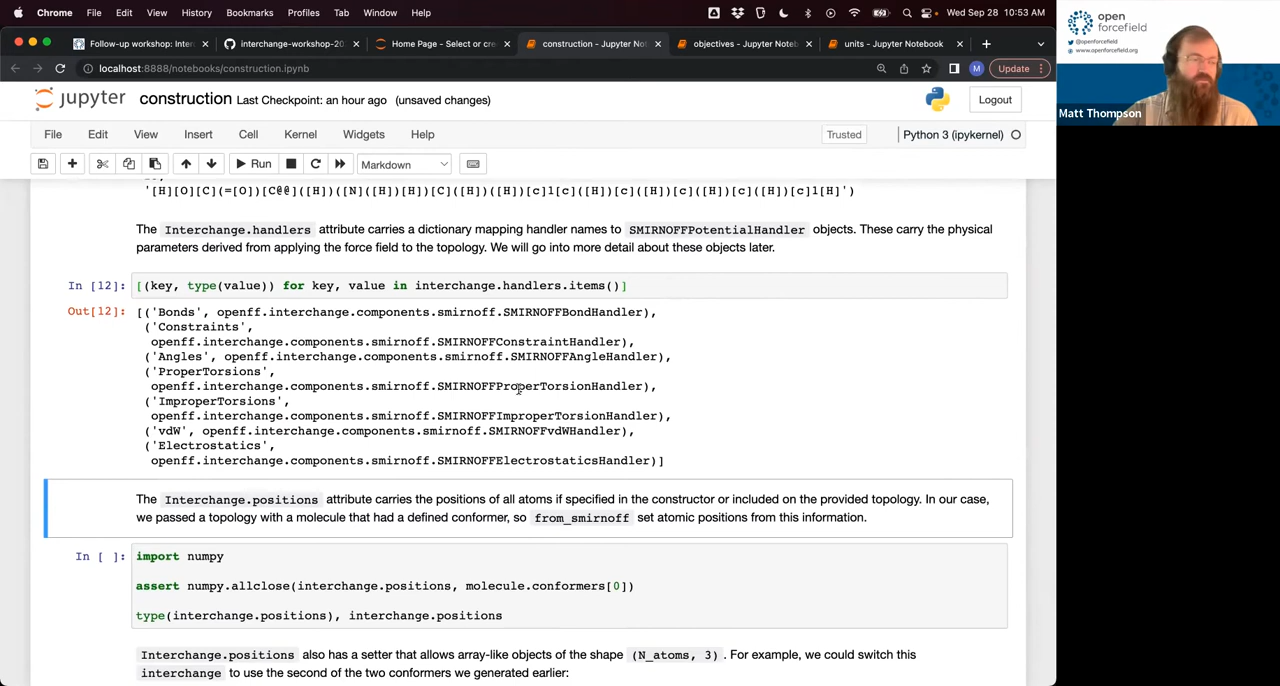 Chrome File Edit View History Bookmarks Profiles Tab Window Help Wed Sep 28 10:53 AM
Follow-up workshop: Inter interchange-workshop-202 Home Page - Select or cre construction - Jupyter No objectives - Jupyter Noteb units - Jupyter Notebook
localhost:8888/notebooks/construction.ipynb Update
open
forcefield
@openforcefield
www.openforcefield.org
Matt Thompson
jupyter construction Last Checkpoint: an hour ago (unsaved changes) Logout
File Edit View Insert Cell Kernel Widgets Help Trusted Python 3 (ipykernel)
Run Markdown
'[H][O][C](=[O])[C@@]([H])([N]([H])[H])[C]([H])([H])[c]1[c]([H])[c]([H])[c]([H])[c]([H])[c]1[H]')
The Interchange.handlers attribute carries a dictionary mapping handler names to SMIRNOFFPotentialHandler objects. These carry the physical
parameters derived from applying the force field to the topology. We will go into more detail about these objects later.
In [12]: [(key, type(value)) for key, value in interchange.handlers.items()]
Out[12]: [('Bonds', openff.interchange.components.smirnoff.SMIRNOFFBondHandler),
('Constraints',
openff.interchange.components.smirnoff.SMIRNOFFConstraintHandler),
('Angles', openff.interchange.components.smirnoff.SMIRNOFFAngleHandler),
('ProperTorsions',
openff.interchange.components.smirnoff.SMIRNOFFProperTorsionHandler),
('ImproperTorsions',
openff.interchange.components.smirnoff.SMIRNOFFImproperTorsionHandler),
('vdW', openff.interchange.components.smirnoff.SMIRNOFFvdWHandler),
('Electrostatics',
openff.interchange.components.smirnoff.SMIRNOFFElectrostaticsHandler)]
The Interchange.positions attribute carries the positions of all atoms if specified in the constructor or included on the provided topology. In our case,
we passed a topology with a molecule that had a defined conformer, so from_smirnoff set atomic positions from this information.
In [ ]: import numpy
assert numpy.allclose(interchange.positions, molecule.conformers[0])
type(interchange.positions), interchange.positions
Interchange.positions also has a setter that allows array-like objects of the shape (N_atoms, 3). For example, we could switch this
interchange to use the second of the two conformers we generated earlier: